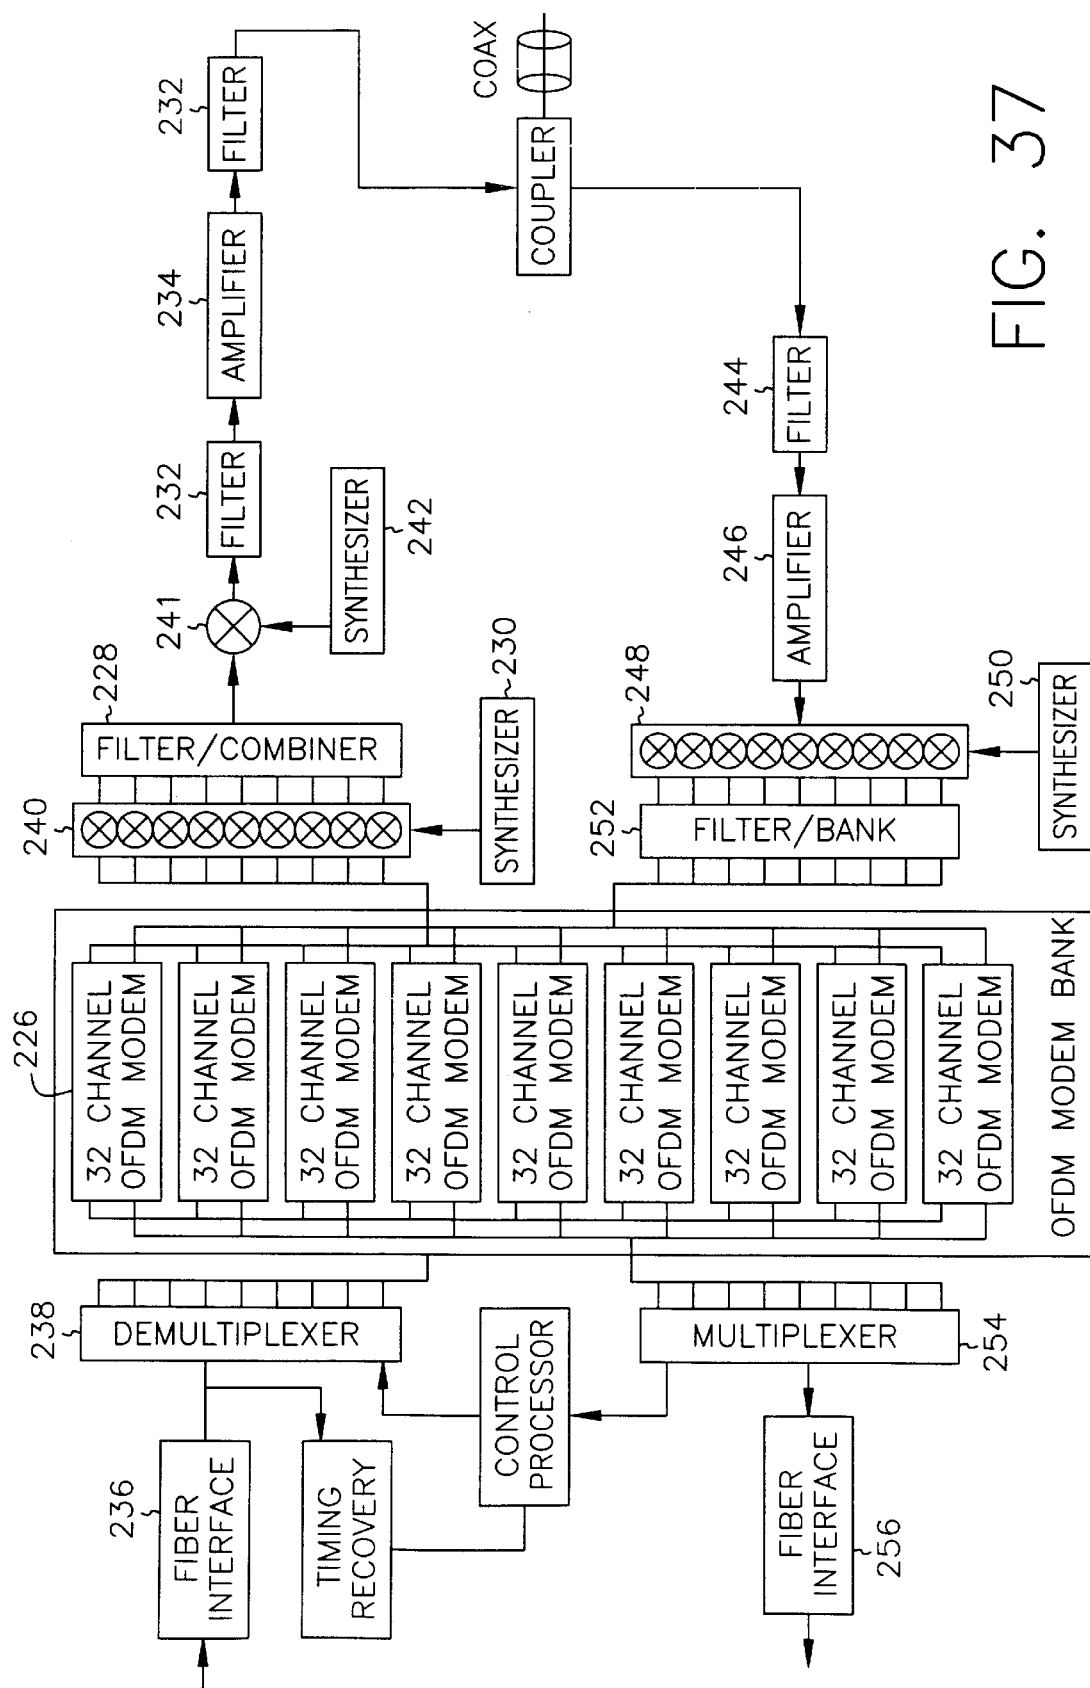 236
FIBER
INTERFACE
TIMING
RECOVERY
238
DEMULTIPLEXER
CONTROL
PROCESSOR
226
32 CHANNEL
OFDM MODEM
32 CHANNEL
OFDM MODEM
32 CHANNEL
OFDM MODEM
32 CHANNEL
OFDM MODEM
32 CHANNEL
OFDM MODEM
32 CHANNEL
OFDM MODEM
32 CHANNEL
OFDM MODEM
32 CHANNEL
OFDM MODEM
32 CHANNEL
OFDM MODEM
OFDM MODEM BANK
240
228
FILTER/COMBINER
SYNTHESIZER
230
241
SYNTHESIZER
242
232
FILTER
234
AMPLIFIER
232
FILTER
COAX
COUPLER
244
FILTER
246
AMPLIFIER
248
SYNTHESIZER
250
252
FILTER/BANK
MULTIPLEXER
254
FIBER
INTERFACE
256
FIG. 37